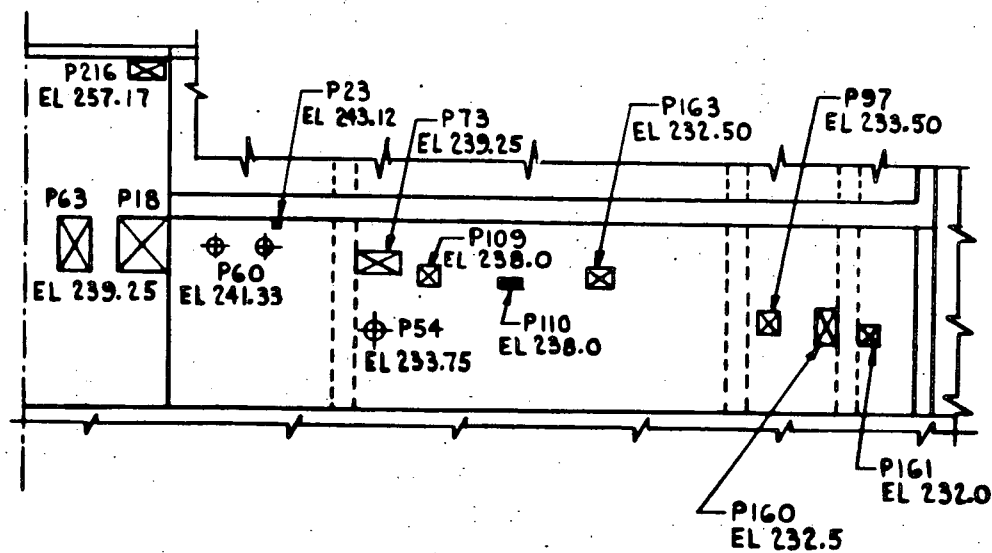 P216
EL 257.17
P23
EL 243.12
P73
EL 239.25
P163
EL 232.50
P97
EL 233.50
P63
P18
EL 239.25
P60
EL 241.33
P109
EL 238.0
P110
EL 238.0
P54
EL 233.75
P161
EL 232.0
P160
EL 232.5